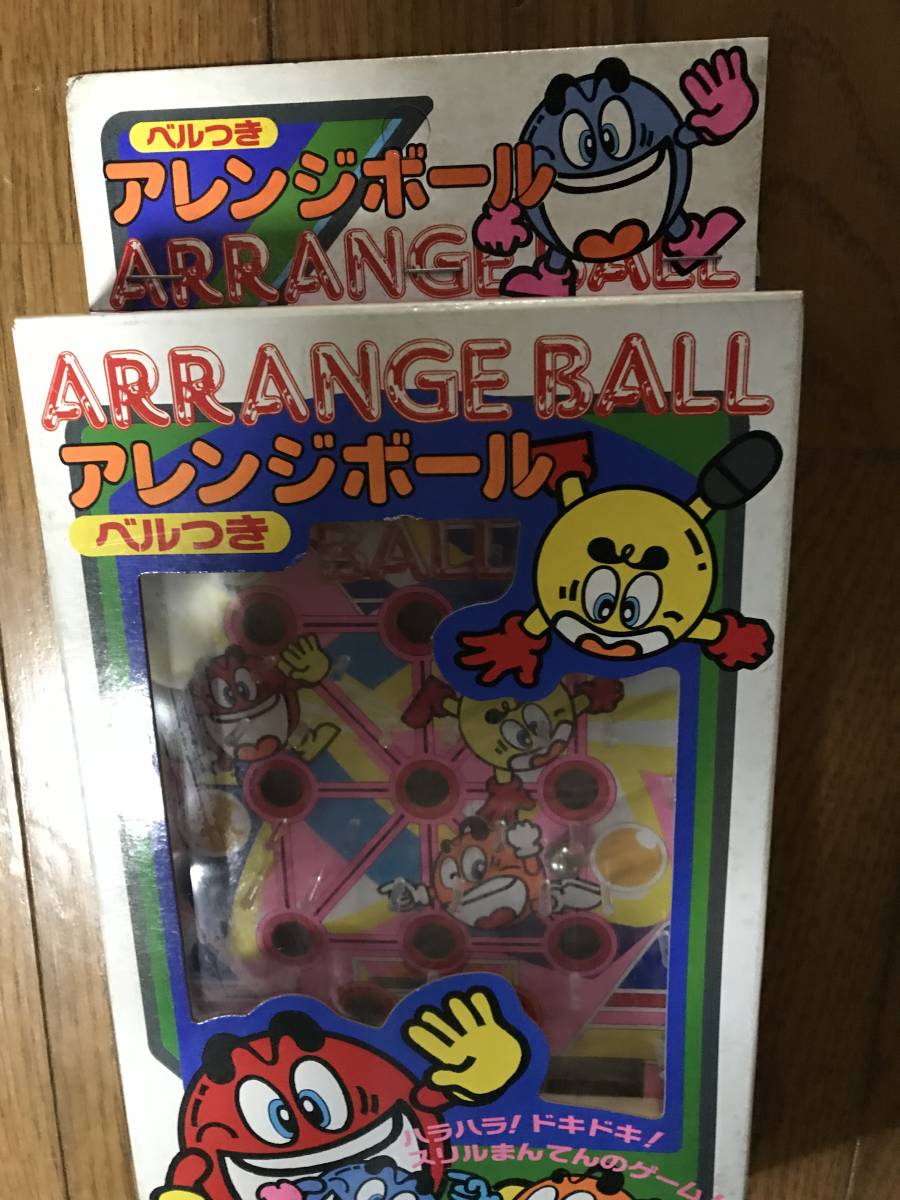 ベルつき
アレンジボール
ARRANGE BALL
ARRANGE BALL
アレンジボール
ベルつき
BALL
ハラハラ!ドキドキ!
スリルまんてんのゲーム!